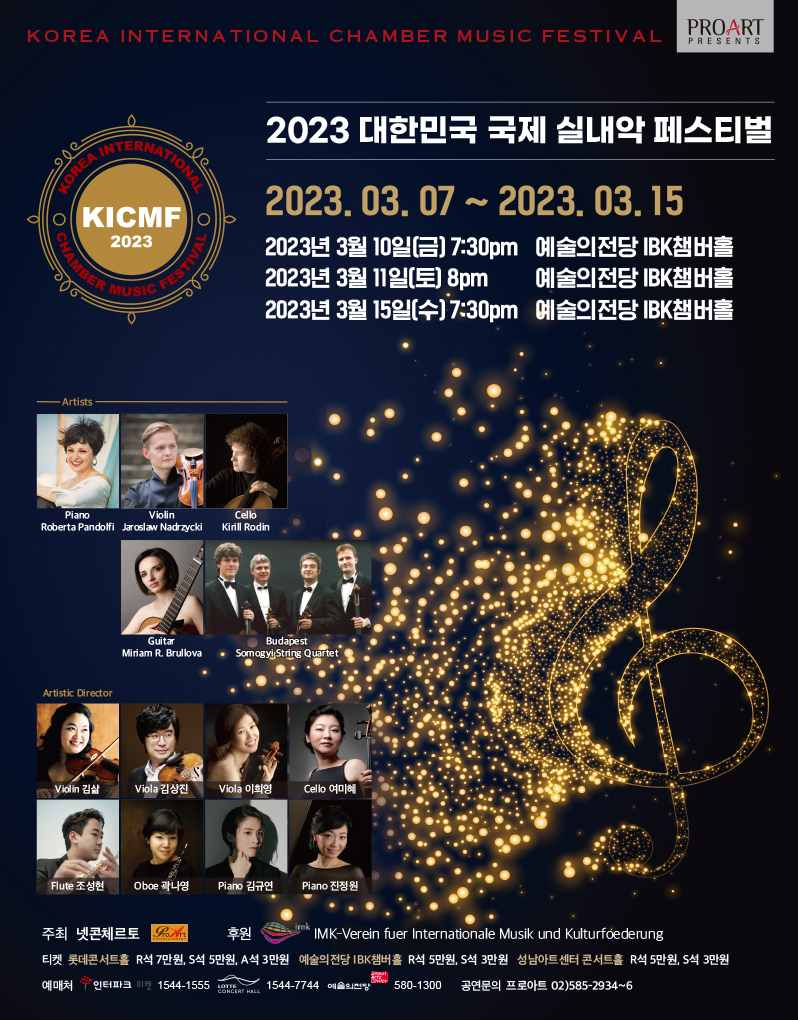 KOREA INTERNATIONAL CHAMBER MUSIC FESTIVAL
PROART
PRESENTS
KOREA INTERNATIONAL
KICMF
2023
CHAMBER MUSIC FESTIVAL
2023 대한민국 국제 실내악 페스티벌
2023. 03. 07 ~ 2023. 03. 15
2023년 3월 10일(금) 7:30pm 예술의전당 IBK챔버홀
2023년 3월 11일(토) 8pm 예술의전당 IBK챔버홀
2023년 3월 15일(수) 7:30pm 예술의전당 IBK챔버홀
Artists
Piano
Roberta Pandolfi
Violin
Jaroslaw Nadrzycki
Cello
Kirill Rodin
Guitar
Miriam R. Brullova
Budapest
Somogyi String Quartet
Artistic Director
Violin 김살
Viola 김상진
Viola 이희영
Cello 여미혜
Flute 조성현
Oboe 곽나영
Piano 김규연
Piano 진정원
주최 넷콘체르토 ProArts 후원 imk IMK-Verein fuer Internationale Musik und Kulturfoederung
티켓 롯데콘서트홀 R석 7만원, S석 5만원, A석 3만원 예술의전당 IBK챔버홀 R석 5만원, S석 3만원 성남아트센터 콘서트홀 R석 5만원, S석 3만원
예매처 인터파크 티켓 1544-1555 LOTTE CONCERT HALL 1544-7744 예술의전당 580-1300 공연문의 프로아트 02)585-2934~6